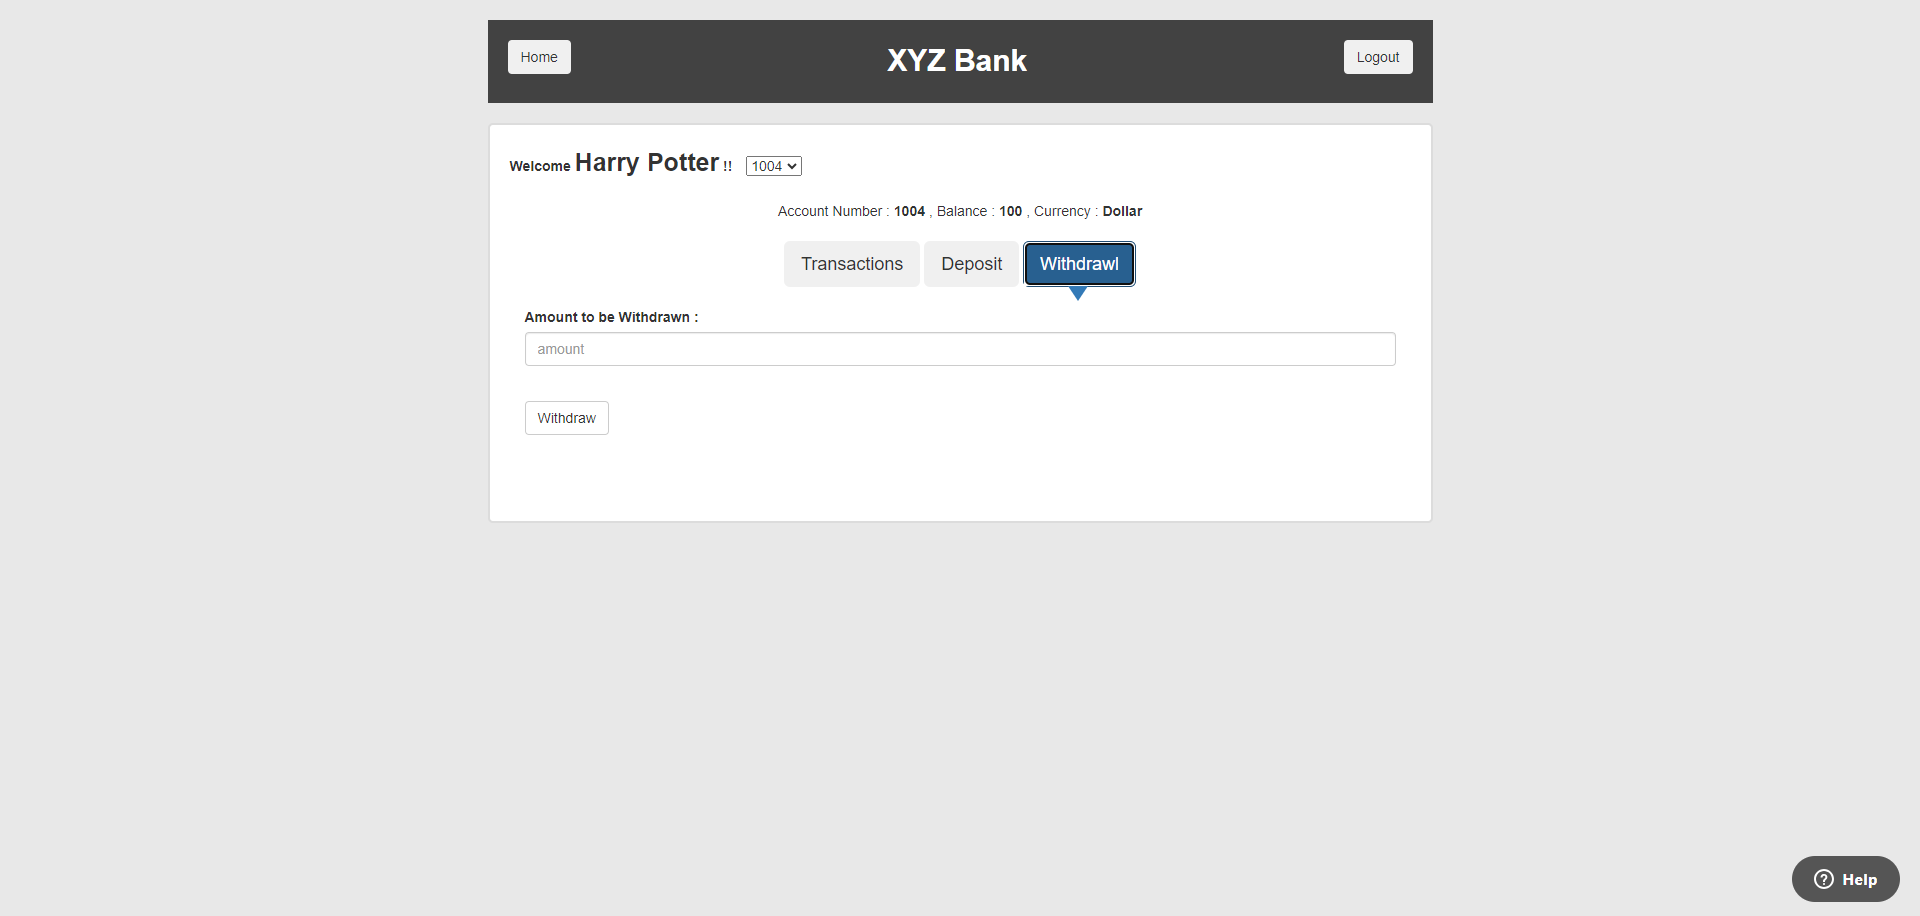 Home
XYZ Bank
Logout
Welcome Harry Potter !! 1004
Account Number : 1004 , Balance : 100 , Currency : Dollar
Transactions Deposit Withdrawl
Amount to be Withdrawn :
amount
Withdraw
Help